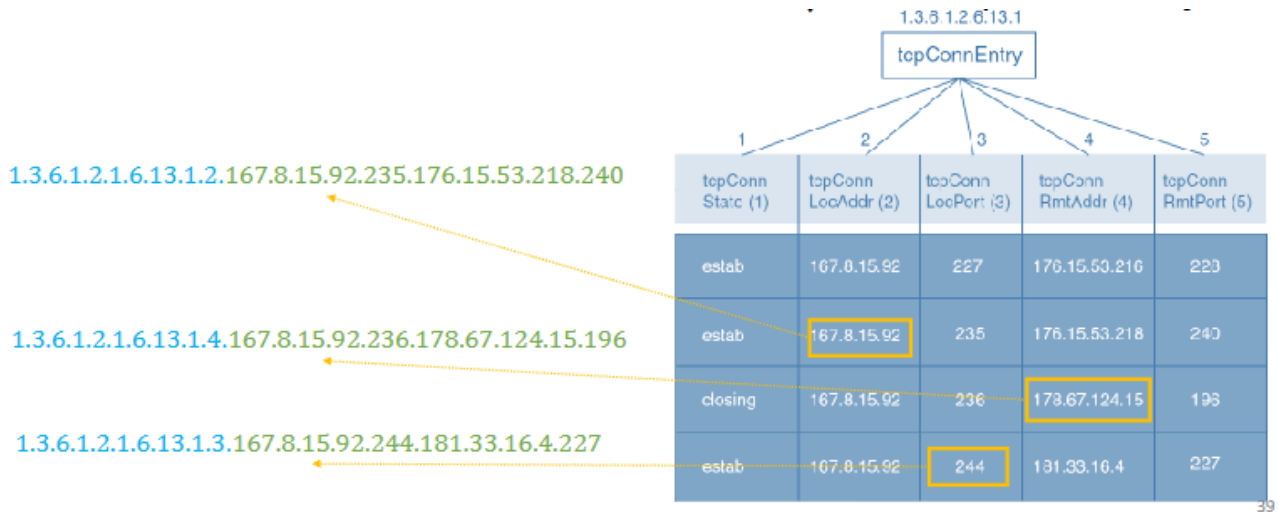 1.3.6.1.2.6.13.1
tcpConnEntry
1 2 3 4 5
1.3.6.1.2.1.6.13.1.2.167.8.15.92.235.176.15.53.218.240
1.3.6.1.2.1.6.13.1.4.167.8.15.92.236.178.67.124.15.196
1.3.6.1.2.1.6.13.1.3.167.8.15.92.244.181.33.16.4.227
tcpConn tcpConn tcpConn tcpConn tcpConn
State (1) LocAddr (2) LocPort (3) RmtAddr (4) RmtPort (5)
estab 167.8.15.92 227 176.15.53.216 228
estab 167.8.15.92 235 176.15.53.218 240
closing 167.8.15.92 236 178.67.124.15 196
estab 167.8.15.92 244 181.33.16.4 227
39